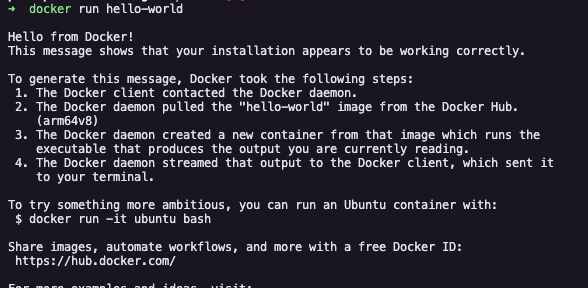 ➜ docker run hello-world
Hello from Docker!
This message shows that your installation appears to be working correctly.
To generate this message, Docker took the following steps:
1. The Docker client contacted the Docker daemon.
2. The Docker daemon pulled the "hello-world" image from the Docker Hub.
(arm64v8)
3. The Docker daemon created a new container from that image which runs the
executable that produces the output you are currently reading.
4. The Docker daemon streamed that output to the Docker client, which sent it
to your terminal.
To try something more ambitious, you can run an Ubuntu container with:
$ docker run -it ubuntu bash
Share images, automate workflows, and more with a free Docker ID:
https://hub.docker.com/
For more examples and ideas, visit: